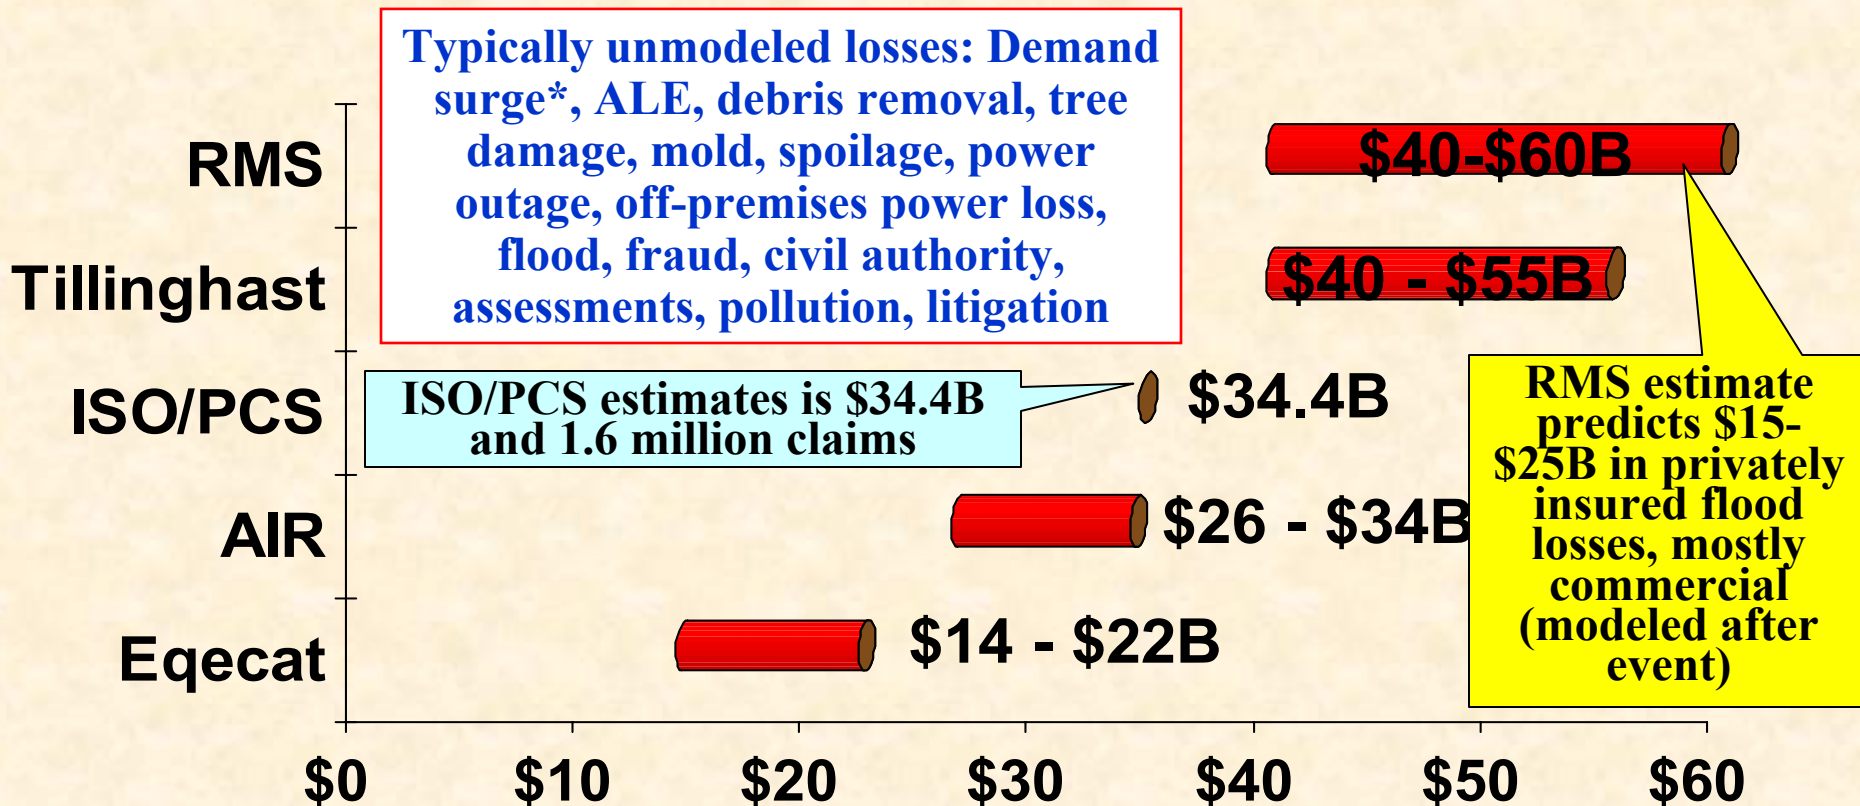 Typically unmodeled losses: Demand
surge*, ALE, debris removal, tree
damage, mold, spoilage, power
outage, off-premises power loss,
flood, fraud, civil authority,
assessments, pollution, litigation
RMS
$40-$60B
Tillinghast
$40 - $55B
ISO/PCS
ISO/PCS estimates is $34.4B
and 1.6 million claims
$34.4B
RMS estimate
predicts $15-
$25B in privately
insured flood
losses, mostly
commercial
(modeled after
event)
AIR
$26 - $34B
Eqecat
$14 - $22B
$0
$10
$20
$30
$40
$50
$60